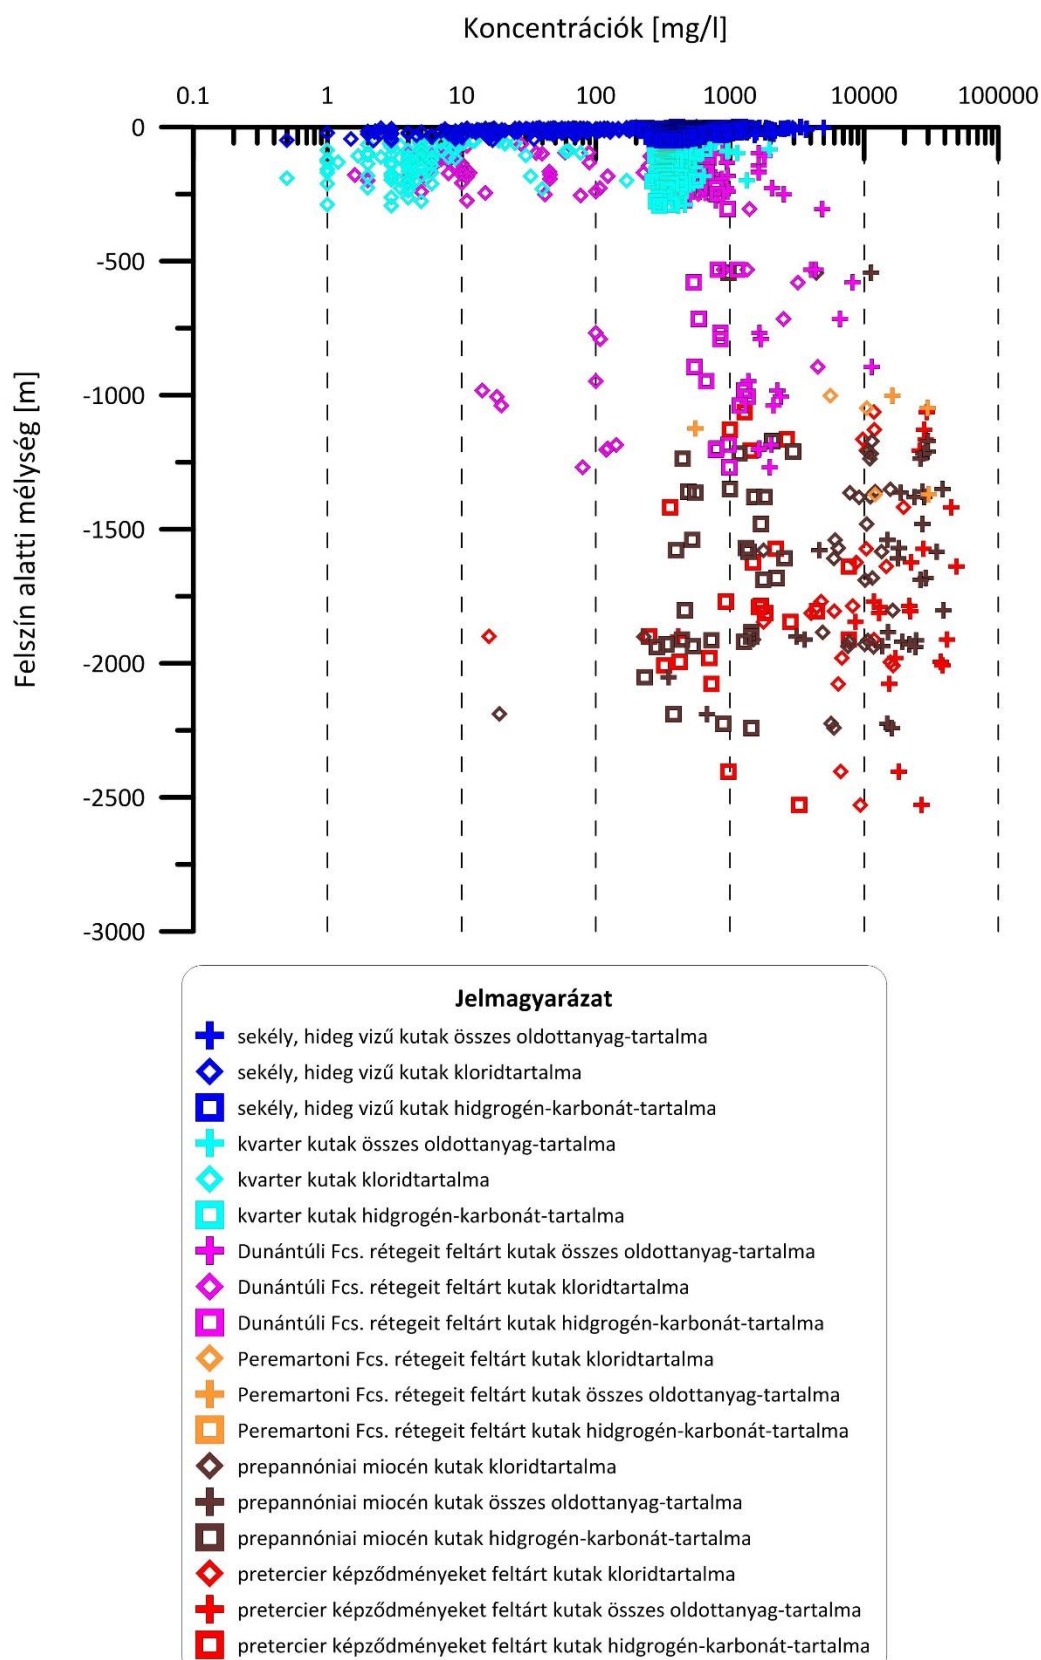 Koncentrációk [mg/l]
0.1 1 10 100 1000 10000 100000
0
-500
-1000
-1500
-2000
-2500
-3000
Felszín alatti mélység [m]
Jelmagyarázat
sekély, hideg vizű kutak összes oldottanyag-tartalma
sekély, hideg vizű kutak kloridtartalma
sekély, hideg vizű kutak hidgrogén-karbonát-tartalma
kvarter kutak összes oldottanyag-tartalma
kvarter kutak kloridtartalma
kvarter kutak hidgrogén-karbonát-tartalma
Dunántúli Fcs. rétegeit feltárt kutak összes oldottanyag-tartalma
Dunántúli Fcs. rétegeit feltárt kutak kloridtartalma
Dunántúli Fcs. rétegeit feltárt kutak hidgrogén-karbonát-tartalma
Peremartoni Fcs. rétegeit feltárt kutak kloridtartalma
Peremartoni Fcs. rétegeit feltárt kutak összes oldottanyag-tartalma
Peremartoni Fcs. rétegeit feltárt kutak hidgrogén-karbonát-tartalma
prepannóniai miocén kutak kloridtartalma
prepannóniai miocén kutak összes oldottanyag-tartalma
prepannóniai miocén kutak hidgrogén-karbonát-tartalma
pretercier képződményeket feltárt kutak kloridtartalma
pretercier képződményeket feltárt kutak összes oldottanyag-tartalma
pretercier képződményeket feltárt kutak hidgrogén-karbonát-tartalma